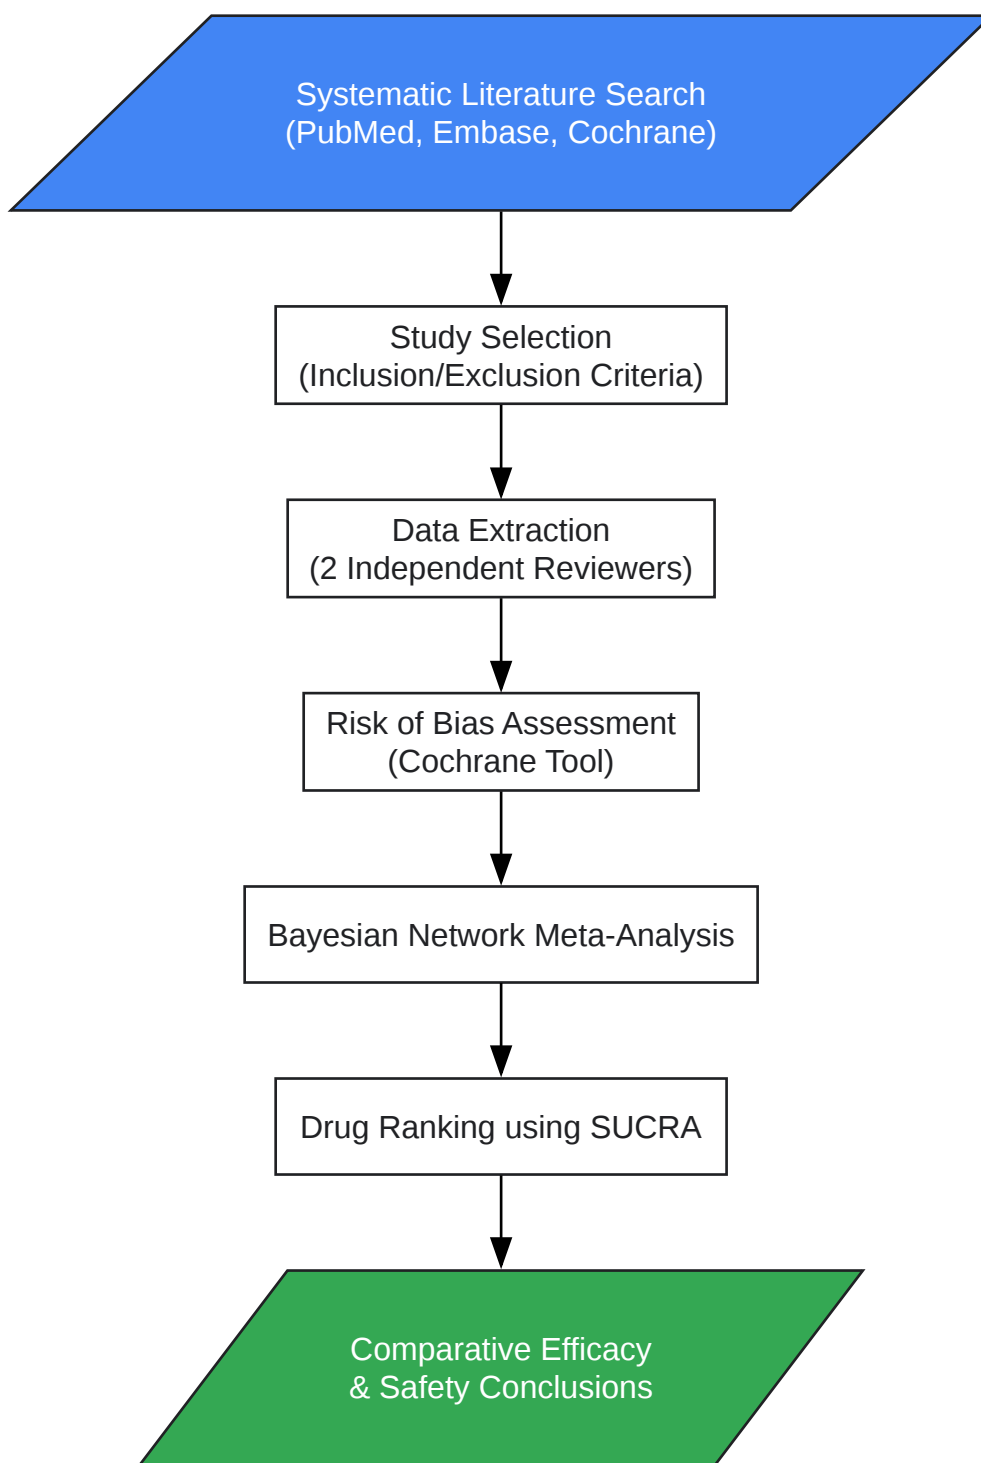 Systematic Literature Search
(PubMed, Embase, Cochrane)
Study Selection
(Inclusion/Exclusion Criteria)
Data Extraction
(2 Independent Reviewers)
Risk of Bias Assessment
(Cochrane Tool)
Bayesian Network Meta-Analysis
Drug Ranking using SUCRA
Comparative Efficacy
& Safety Conclusions